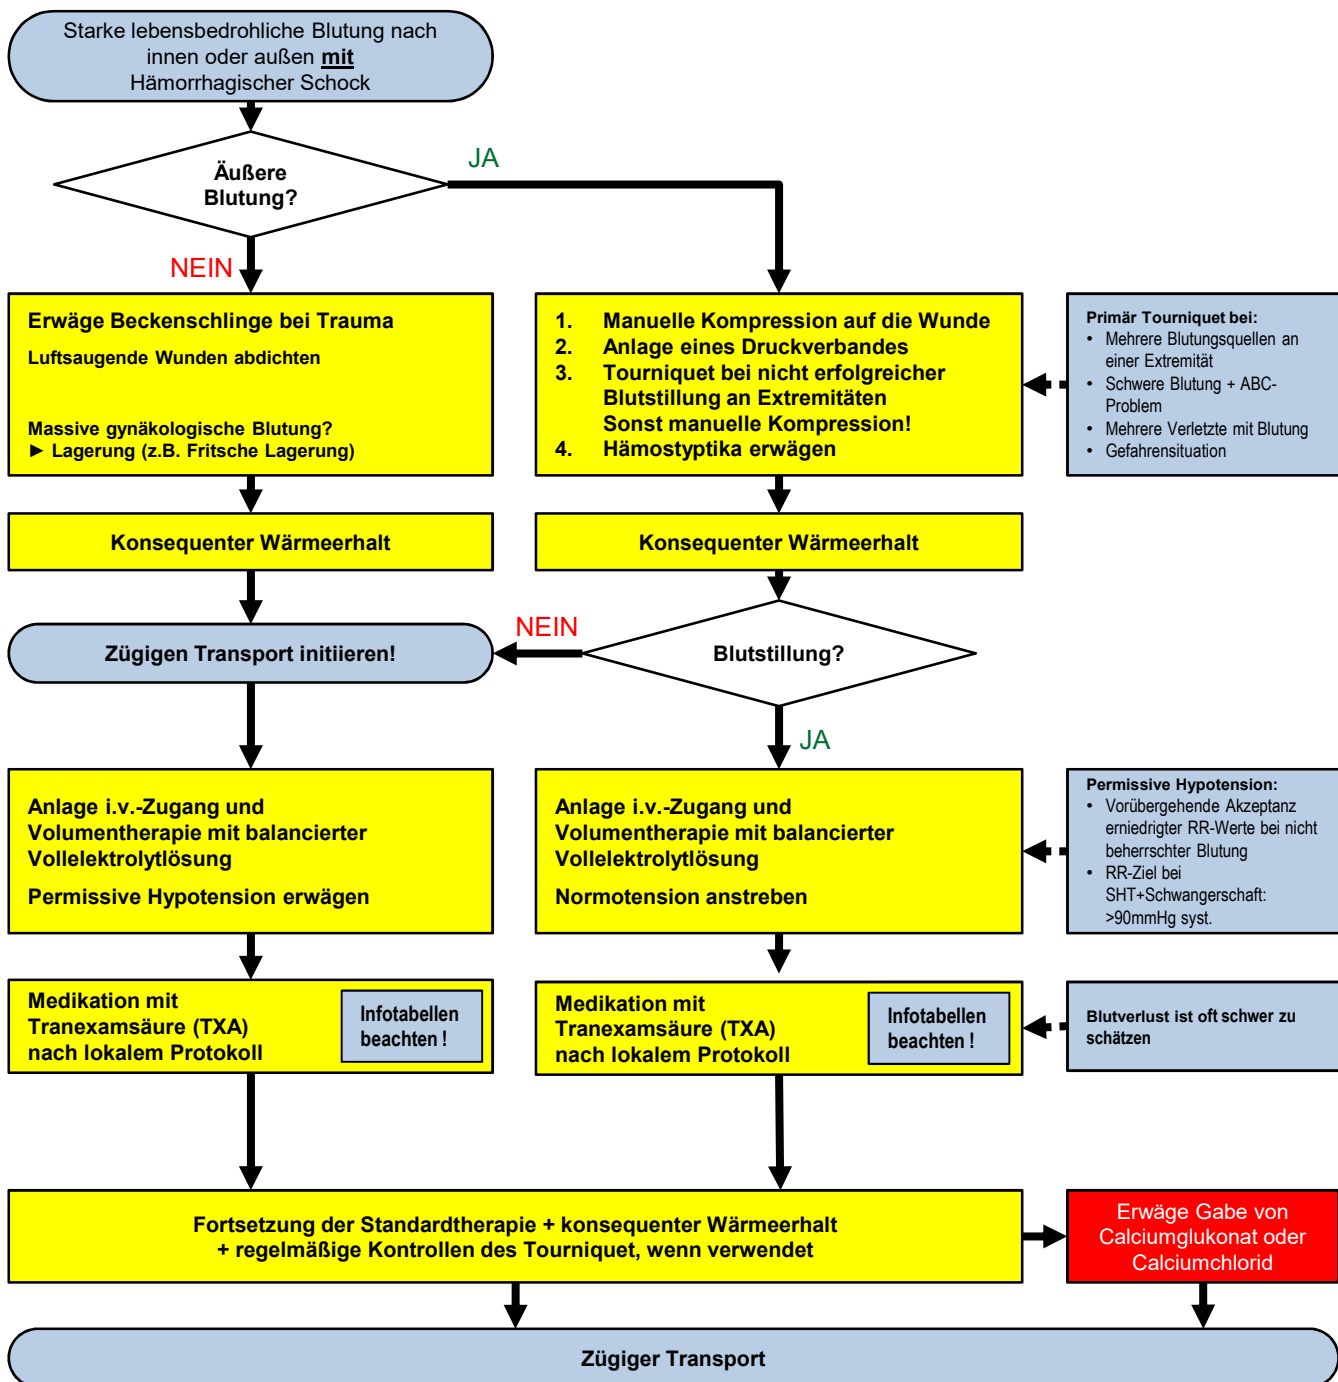 Starke lebensbedrohliche Blutung nach
innen oder außen mit
Hämorrhagischer Schock
Äußere
Blutung?
JA
NEIN
Erwäge Beckenschlinge bei Trauma
Luftsaugende Wunden abdichten
Massive gynäkologische Blutung?
► Lagerung (z.B. Fritsche Lagerung)
1. Manuelle Kompression auf die Wunde
2. Anlage eines Druckverbandes
3. Tourniquet bei nicht erfolgreicher
Blutstillung an Extremitäten
Sonst manuelle Kompression!
4. Hämostyptika erwägen
Primär Tourniquet bei:
• Mehrere Blutungsquellen an
einer Extremität
• Schwere Blutung + ABC-
Problem
• Mehrere Verletzte mit Blutung
• Gefahrensituation
Konsequenter Wärmeerhalt
Konsequenter Wärmeerhalt
Zügigen Transport initiieren!
NEIN
Blutstillung?
JA
Anlage i.v.-Zugang und
Volumentherapie mit balancierter
Vollelektrolytlösung
Permissive Hypotension erwägen
Anlage i.v.-Zugang und
Volumentherapie mit balancierter
Vollelektrolytlösung
Normotension anstreben
Permissive Hypotension:
• Vorübergehende Akzeptanz
erniedrigter RR-Werte bei nicht
beherrschter Blutung
• RR-Ziel bei
SHT+Schwangerschaft:
>90mmHg syst.
Medikation mit
Tranexamsäure (TXA)
nach lokalem Protokoll
Infotabellen
beachten !
Medikation mit
Tranexamsäure (TXA)
nach lokalem Protokoll
Infotabellen
beachten !
Blutverlust ist oft schwer zu
schätzen
Fortsetzung der Standardtherapie + konsequenter Wärmeerhalt
+ regelmäßige Kontrollen des Tourniquet, wenn verwendet
Erwäge Gabe von
Calciumglukonat oder
Calciumchlorid
Zügiger Transport